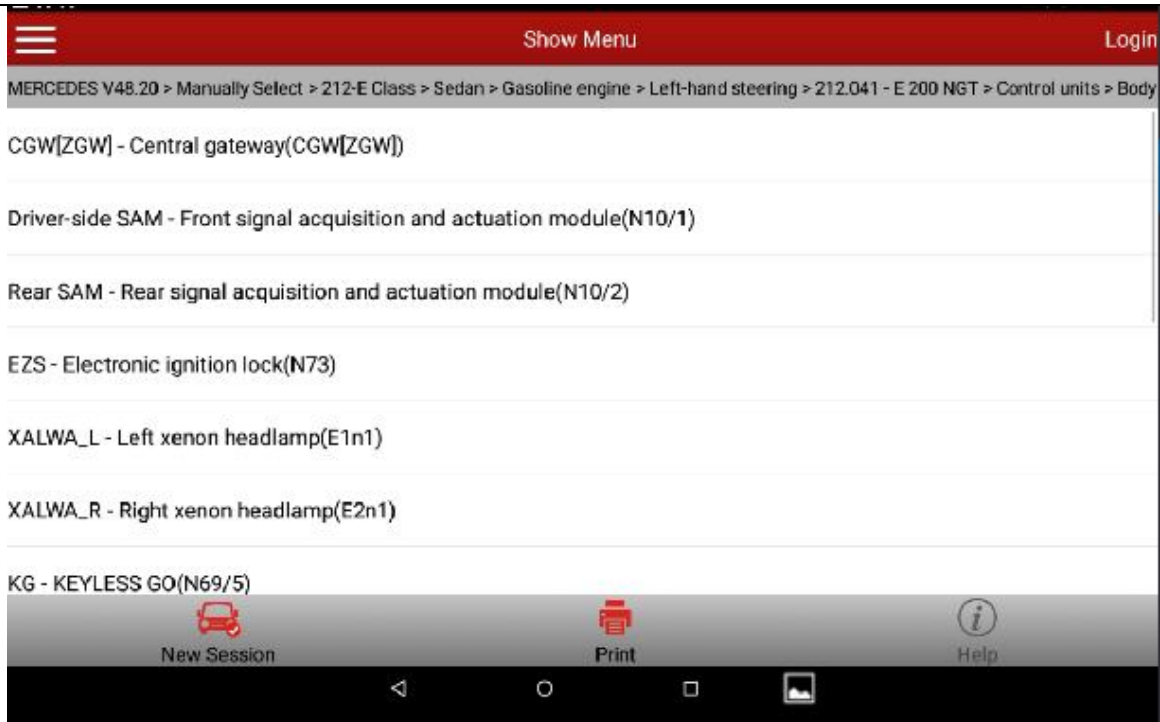 Show Menu
Login
MERCEDES V48.20 > Manually Select > 212-E Class > Sedan > Gasoline engine > Left-hand steering > 212.041 - E 200 NGT > Control units > Body
CGW[ZGW] - Central gateway(CGW[ZGW])
Driver-side SAM - Front signal acquisition and actuation module(N10/1)
Rear SAM - Rear signal acquisition and actuation module(N10/2)
EZS - Electronic ignition lock(N73)
XALWA_L - Left xenon headlamp(E1n1)
XALWA_R - Right xenon headlamp(E2n1)
KG - KEYLESS GO(N69/5)
New Session
Print
Help